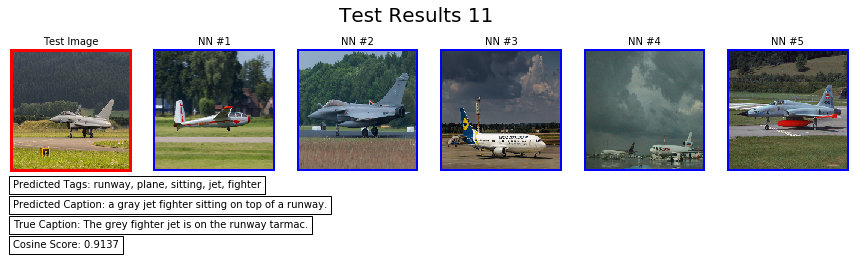 Test Results 11
Test Image
NN #1
NN #2
NN #3
NN #4
NN #5
Predicted Tags: runway, plane, sitting, jet, fighter
Predicted Caption: a gray jet fighter sitting on top of a runway.
True Caption: The grey fighter jet is on the runway tarmac.
Cosine Score: 0.9137